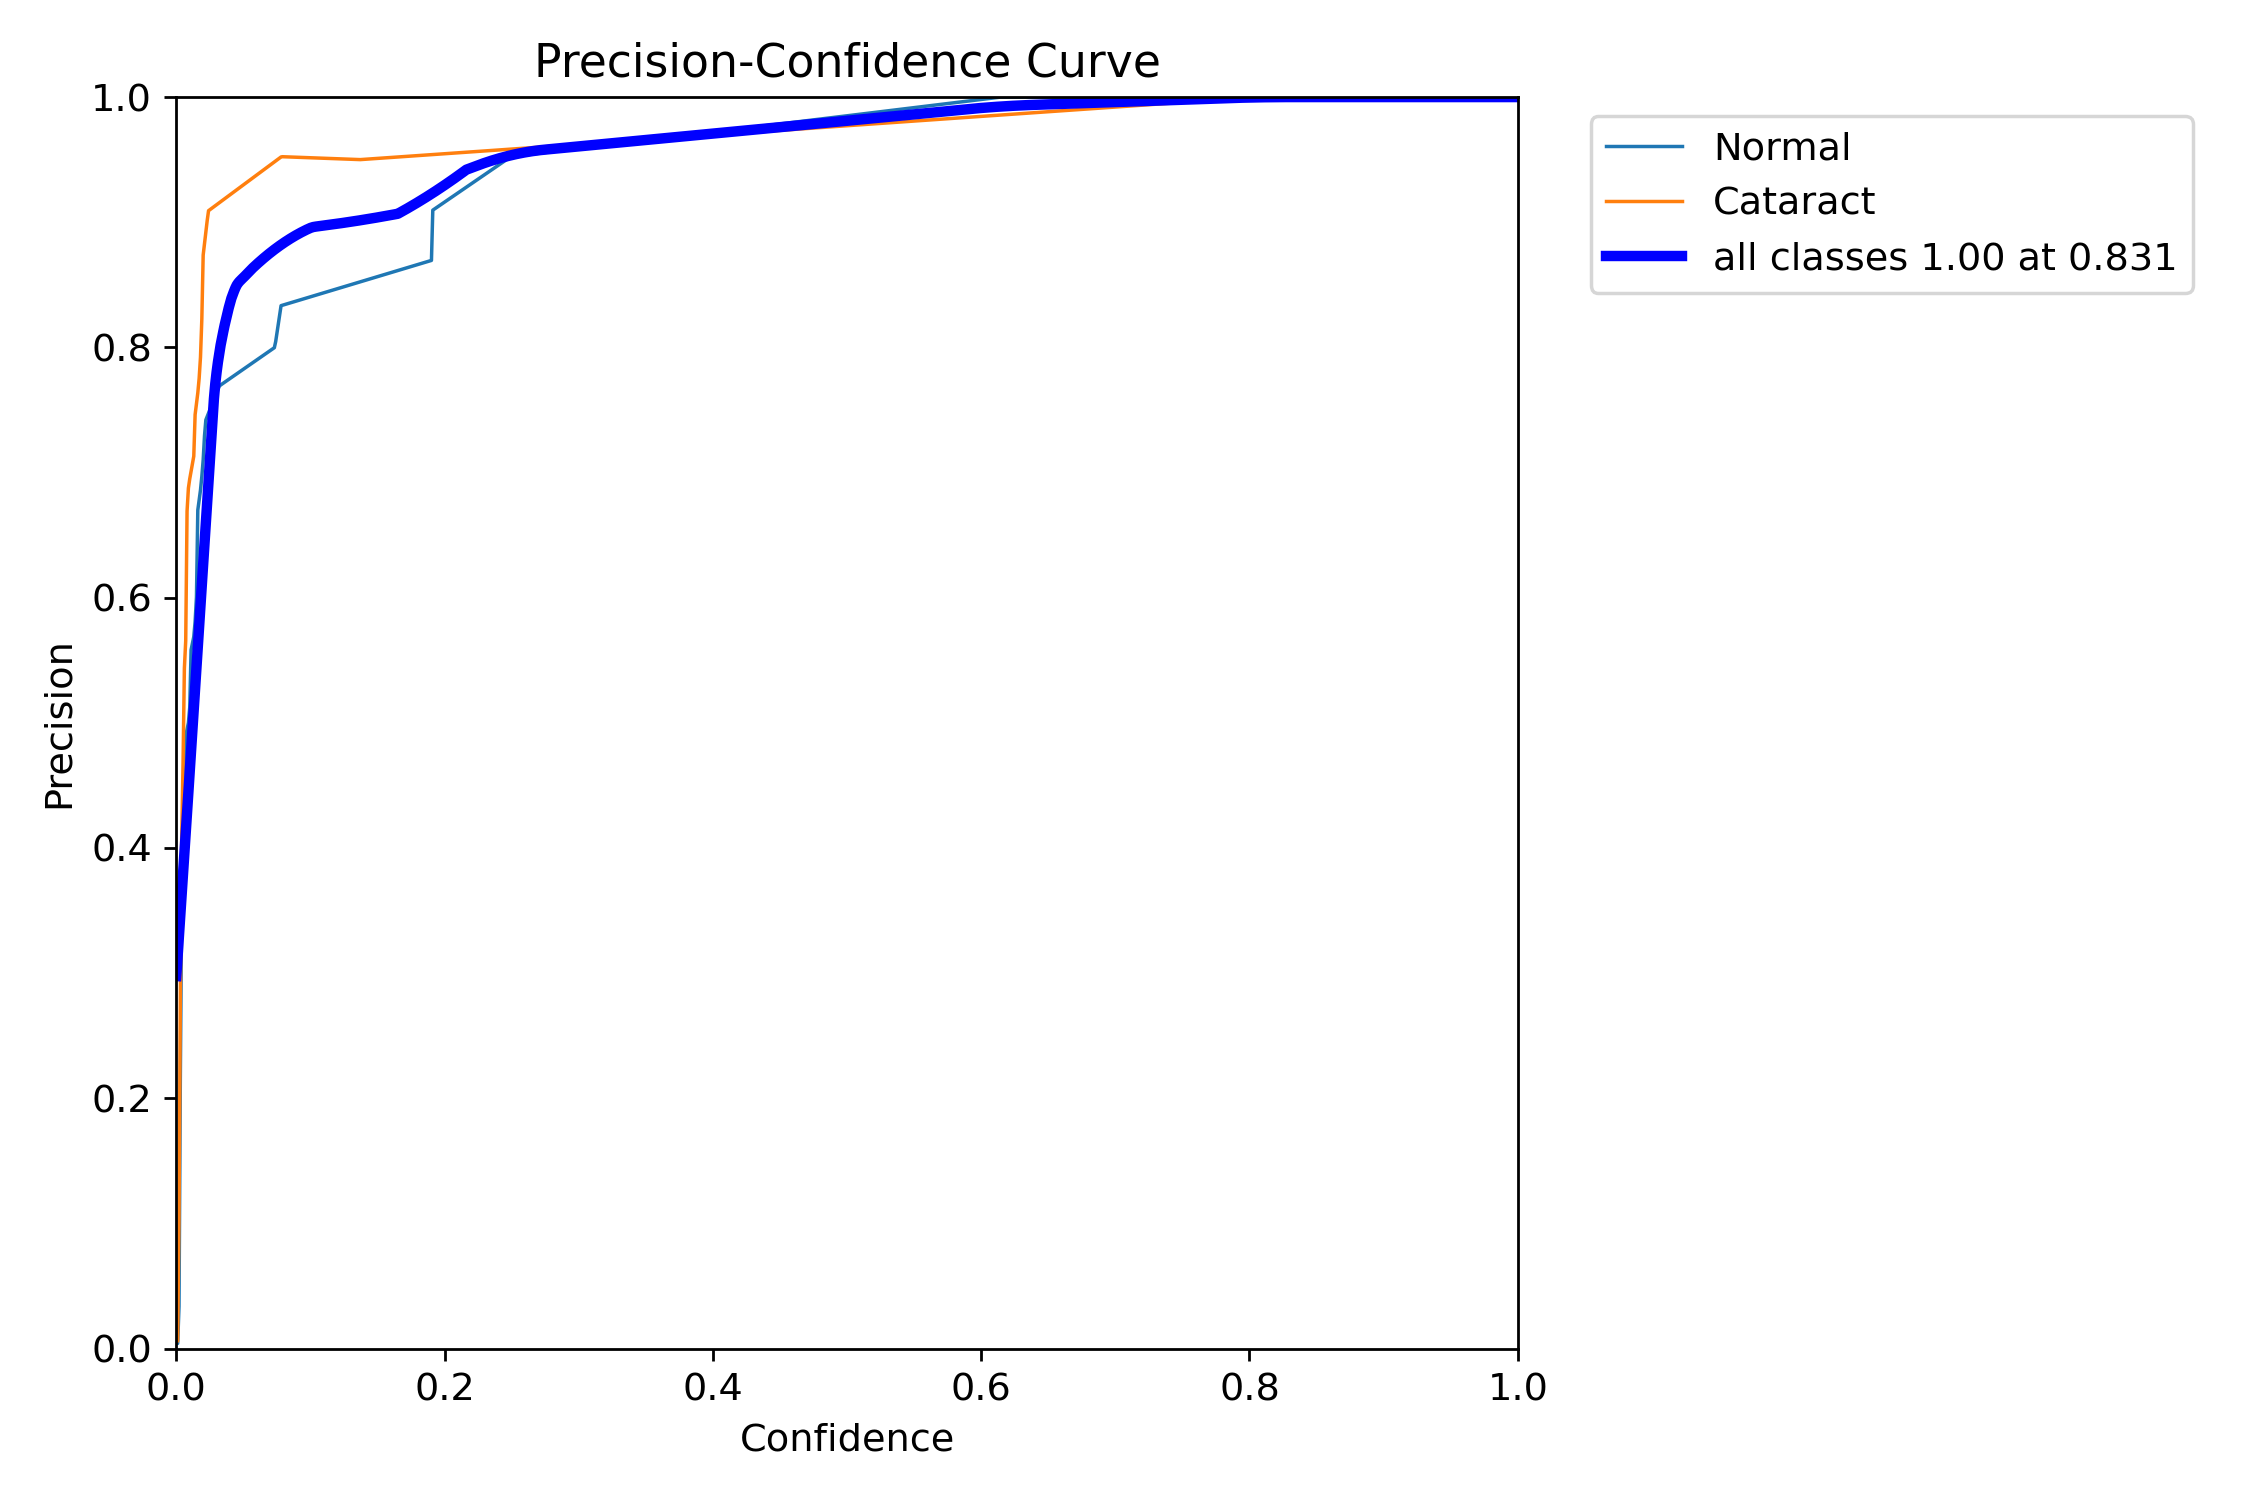 Precision-Confidence Curve
1.0
0.8
0.6
0.4
0.2
0.0
Precision
0.0 0.2 0.4 0.6 0.8 1.0
Confidence
Normal
Cataract
all classes 1.00 at 0.831